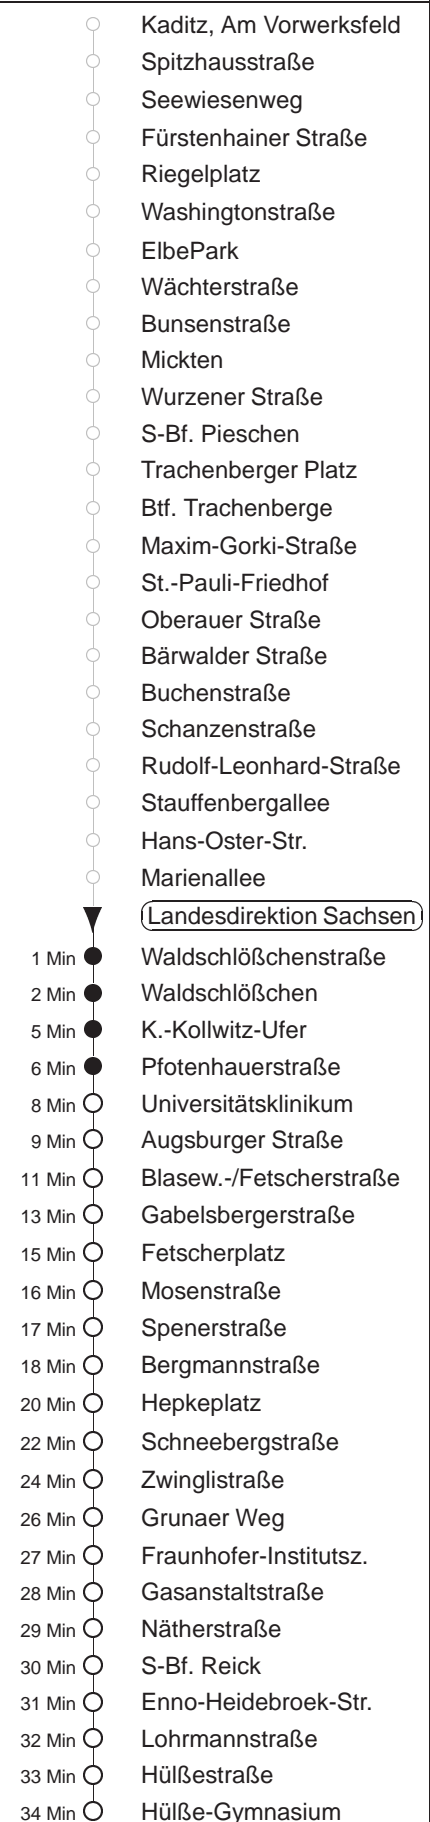 Kaditz, Am Vorwerksfeld
Spitzhausstraße
Seewiesenweg
Fürstenhainer Straße
Riegelplatz
Washingtonstraße
ElbePark
Wächterstraße
Bunsenstraße
Mickten
Wurzener Straße
S-Bf. Pieschen
Trachenberger Platz
Btf. Trachenberge
Maxim-Gorki-Straße
St.-Pauli-Friedhof
Oberauer Straße
Bärwalder Straße
Buchenstraße
Schanzenstraße
Rudolf-Leonhard-Straße
Stauffenbergallee
Hans-Oster-Str.
Marienallee
Landesdirektion Sachsen
1 Min Waldschlößchenstraße
2 Min Waldschlößchen
5 Min K.-Kollwitz-Ufer
6 Min Pfotenhauerstraße
8 Min Universitätsklinikum
9 Min Augsburger Straße
11 Min Blasew.-/Fetscherstraße
13 Min Gabelsbergerstraße
15 Min Fetscherplatz
16 Min Mosenstraße
17 Min Spenerstraße
18 Min Bergmannstraße
20 Min Hepkeplatz
22 Min Schneebergstraße
24 Min Zwinglistraße
26 Min Grunaer Weg
27 Min Fraunhofer-Institutsz.
28 Min Gasanstaltstraße
29 Min Nätherstraße
30 Min S-Bf. Reick
31 Min Enno-Heidebroek-Str.
32 Min Lohrmannstraße
33 Min Hülßestraße
34 Min Hülße-Gymnasium